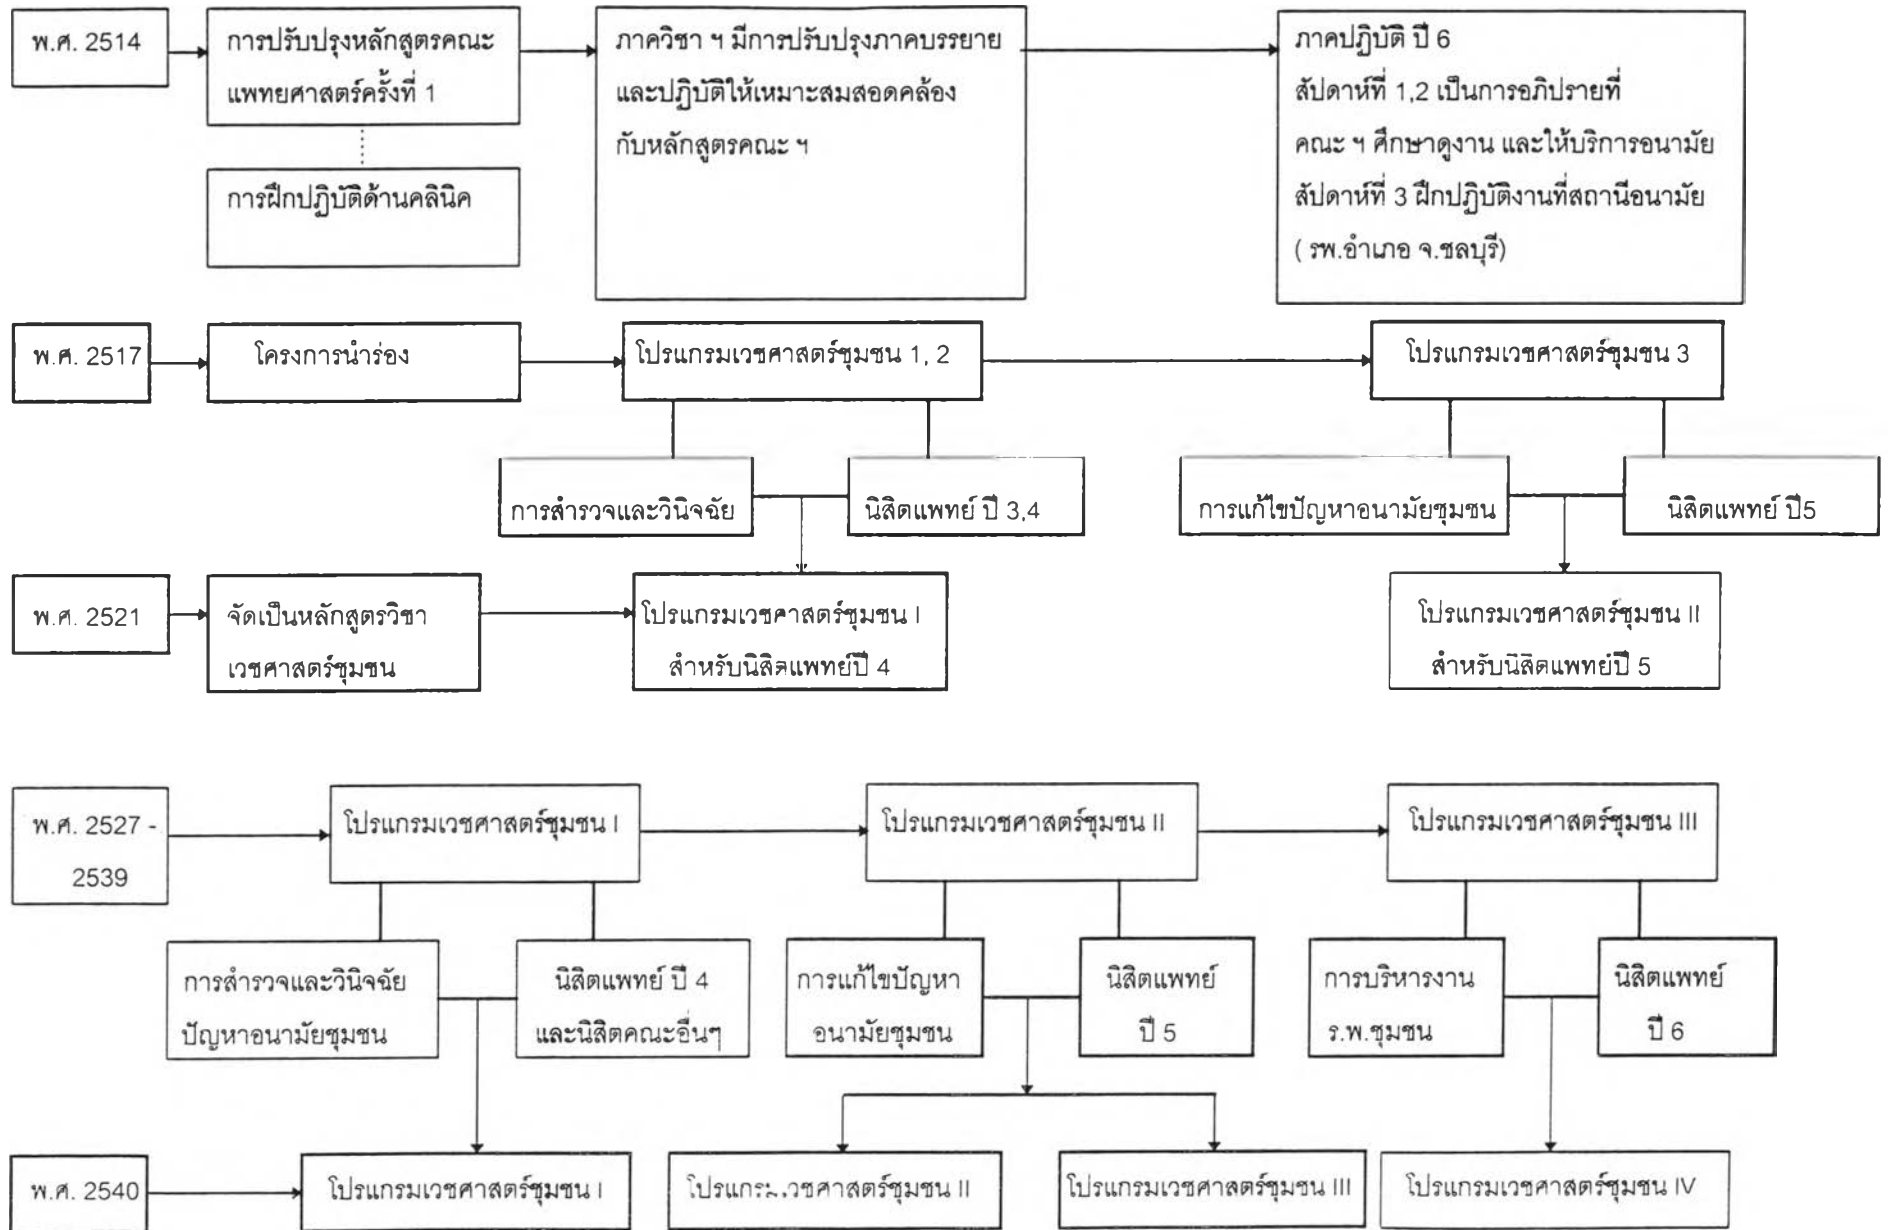 พ.ศ. 2514
การปรับปรุงหลักสูตรคณะ
แพทยศาสตร์ครั้งที่ 1
การฝึกปฏิบัติด้านคลินิค
ภาควิชา ฯ มีการปรับปรุงภาคบรรยาย
และปฏิบัติให้เหมาะสมสอดคล้อง
กับหลักสูตรคณะ ฯ
ภาคปฏิบัติ ปี 6
สัปดาห์ที่ 1,2 เป็นการอภิปรายที่
คณะ ฯ ศึกษาดูงาน และให้บริการอนามัย
สัปดาห์ที่ 3 ฝึกปฏิบัติงานที่สถานีอนามัย
( รพ.อำเภอ จ.ชลบุรี)
พ.ศ. 2517
โครงการนำร่อง
โปรแกรมเวชศาสตร์ชุมชน 1, 2
โปรแกรมเวชศาสตร์ชุมชน 3
การสำรวจและวินิจฉัย
นิสิตแพทย์ ปี 3,4
การแก้ไขปัญหาอนามัยชุมชน
นิสิตแพทย์ ปี5
พ.ศ. 2521
จัดเป็นหลักสูตรวิชา
เวชศาสตร์ชุมชน
โปรแกรมเวชศาสตร์ชุมชน I
สำหรับนิสิตแพทย์ปี 4
โปรแกรมเวชศาสตร์ชุมชน II
สำหรับนิสิตแพทย์ปี 5
พ.ศ. 2527 -
2539
โปรแกรมเวชศาสตร์ชุมชน I
โปรแกรมเวชศาสตร์ชุมชน II
โปรแกรมเวชศาสตร์ชุมชน III
การสำรวจและวินิจฉัย
ปัญหาอนามัยชุมชน
นิสิตแพทย์ ปี 4
และนิสิตคณะอื่นๆ
การแก้ไขปัญหา
อนามัยชุมชน
นิสิตแพทย์
ปี 5
การบริหารงาน
ร.พ.ชุมชน
นิสิตแพทย์
ปี 6
พ.ศ. 2540
โปรแกรมเวชศาสตร์ชุมชน I
โปรแกรมเวชศาสตร์ชุมชน II
โปรแกรมเวชศาสตร์ชุมชน III
โปรแกรมเวชศาสตร์ชุมชน IV